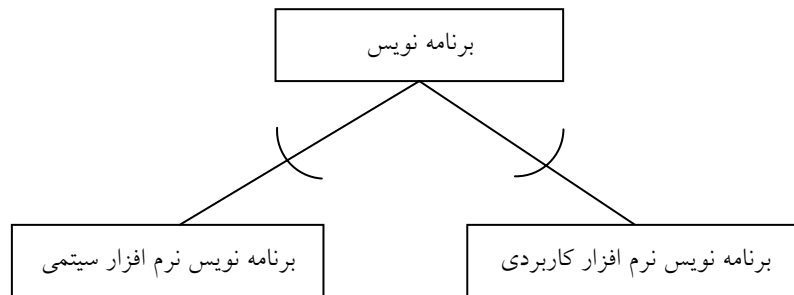 برنامه نویس
برنامه نویس نرم افزار کاربردی
برنامه نویس نرم افزار سیتمی